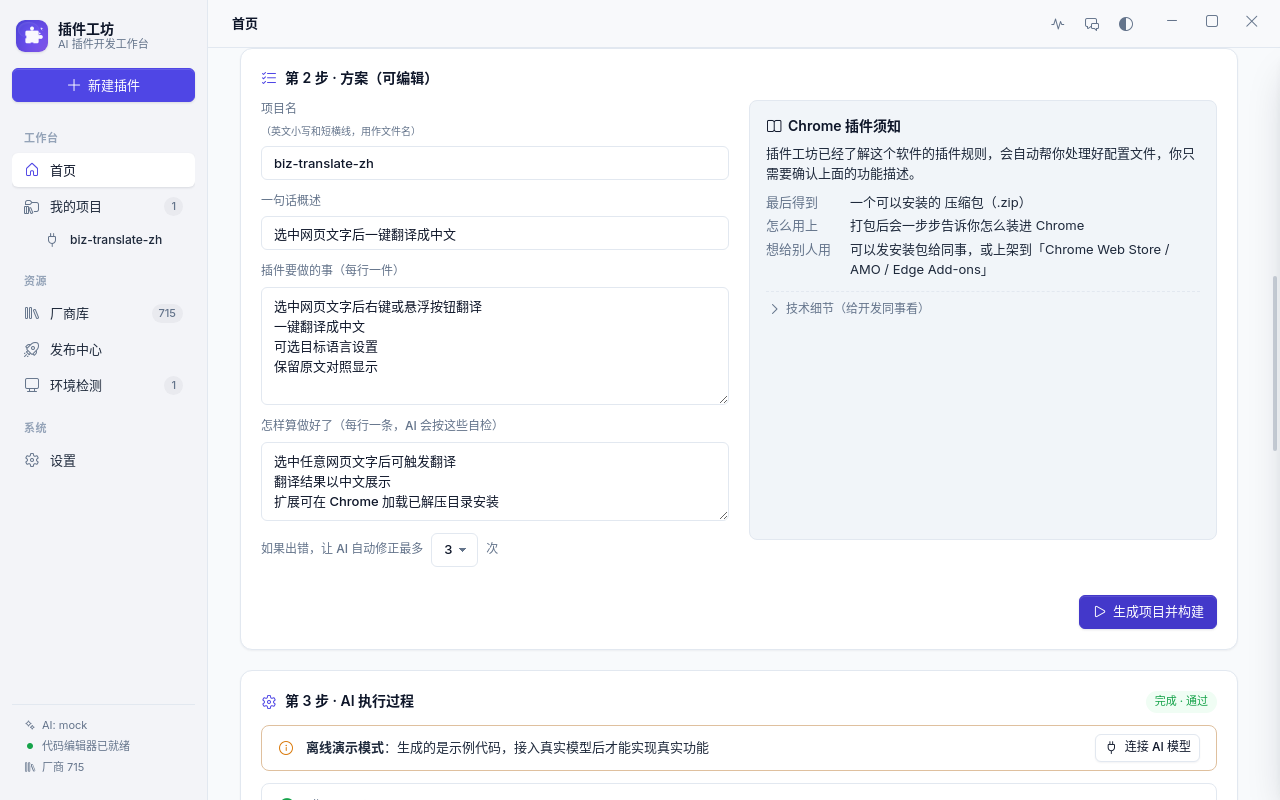 插件工坊
AI 插件开发工作台
新建插件
工作台
首页
我的项目 1
biz-translate-zh
资源
厂商库 715
发布中心
环境检测 1
系统
设置
AI: mock
代码编辑器已就绪
厂商 715
首页
第 2 步 · 方案（可编辑）
项目名
（英文小写和短横线，用作文件名）
biz-translate-zh
一句话概述
选中网页文字后一键翻译成中文
插件要做的事（每行一件）
选中网页文字后右键或悬浮按钮翻译
一键翻译成中文
可选目标语言设置
保留原文对照显示
怎样算做好了（每行一条，AI 会按这些自检）
选中任意网页文字后可触发翻译
翻译结果以中文展示
扩展可在 Chrome 加载已解压目录安装
如果出错，让 AI 自动修正最多 3 次
Chrome 插件须知
插件工坊已经了解这个软件的插件规则，会自动帮你处理好配置文件，你只
需要确认上面的功能描述。
最后得到 一个可以安装的 压缩包（.zip）
怎么用上 打包后会一步步告诉你怎么装进 Chrome
想给别人用 可以发安装包给同事，或上架到「Chrome Web Store /
AMO / Edge Add-ons」
技术细节（给开发同事看）
生成项目并构建
第 3 步 · AI 执行过程
完成 · 通过
离线演示模式：生成的是示例代码，接入真实模型后才能实现真实功能
连接 AI 模型